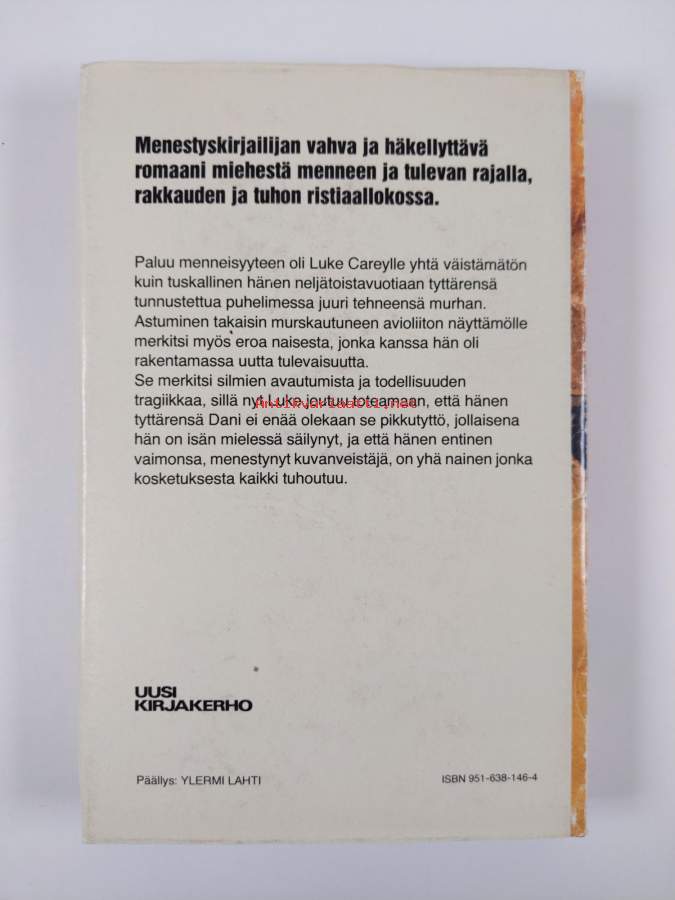 Menestyskirjailijan vahva ja häkellyttävä
romaani miehestä menneen ja tulevan rajalla,
rakkauden ja tuhon ristiaallokossa.
Paluu menneisyyteen oli Luke Careylle yhtä väistämätön
kuin tuskallinen hänen neljätoistavuotiaan tyttärensä
tunnustettua puhelimessa juuri tehneensä murhan.
Astuminen takaisin murskautuneen avioliiton näyttämölle
merkitsi myös eroa naisesta, jonka kanssa hän oli
rakentamassa uutta tulevaisuutta.
Se merkitsi silmien avautumista ja todellisuuden
tragiikkaa, sillä nyt Luke joutuu toteamaan, että hänen
Antikvariaatti.net
tyttärensä Dani ei enää olekaan se pikkutyttö, jollaisena
hän on isän mielessä säilynyt, ja että hänen entinen
vaimonsa, menestynyt kuvanveistäjä, on yhä nainen jonka
kosketuksesta kaikki tuhoutuu.
UUSI
KIRJAKERHO
Päällys: YLERMI LAHTI
ISBN 951-638-146-4